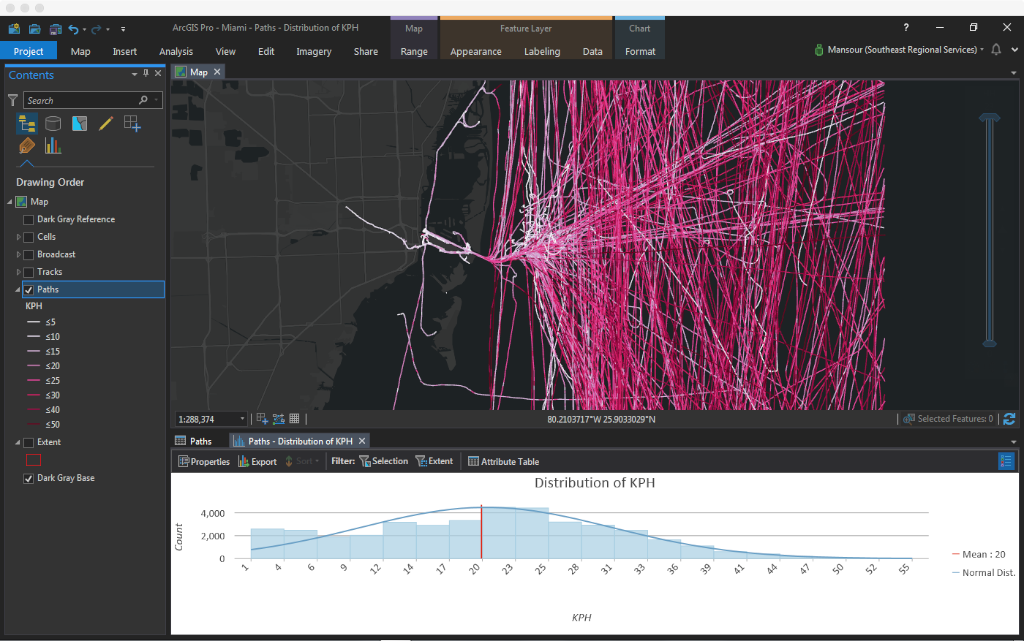 ArcGIS Pro - Miami - Paths - Distribution of KPH
Map
Feature Layer
Chart
?
Project
Map
Insert
Analysis
View
Edit
Imagery
Share
Range
Appearance
Labeling
Data
Format
Mansour (Southeast Regional Services)
Contents
Search
Drawing Order
Map
Dark Gray Reference
Cells
Broadcast
Tracks
Paths
KPH
≤5
≤10
≤15
≤20
≤25
≤30
≤40
≤50
Extent
Dark Gray Base
Map
1:288,374
80.2103717°W 25.9033029°N
Selected Features: 0
Paths
Paths - Distribution of KPH
Properties
Export
Sort
Filter:
Selection
Extent
Attribute Table
Distribution of KPH
Count
4,000
2,000
0
1 4 6 9 12 14 17 20 23 25 28 31 33 36 39 41 44 47 50 52 55
KPH
Mean : 20
Normal Dist.